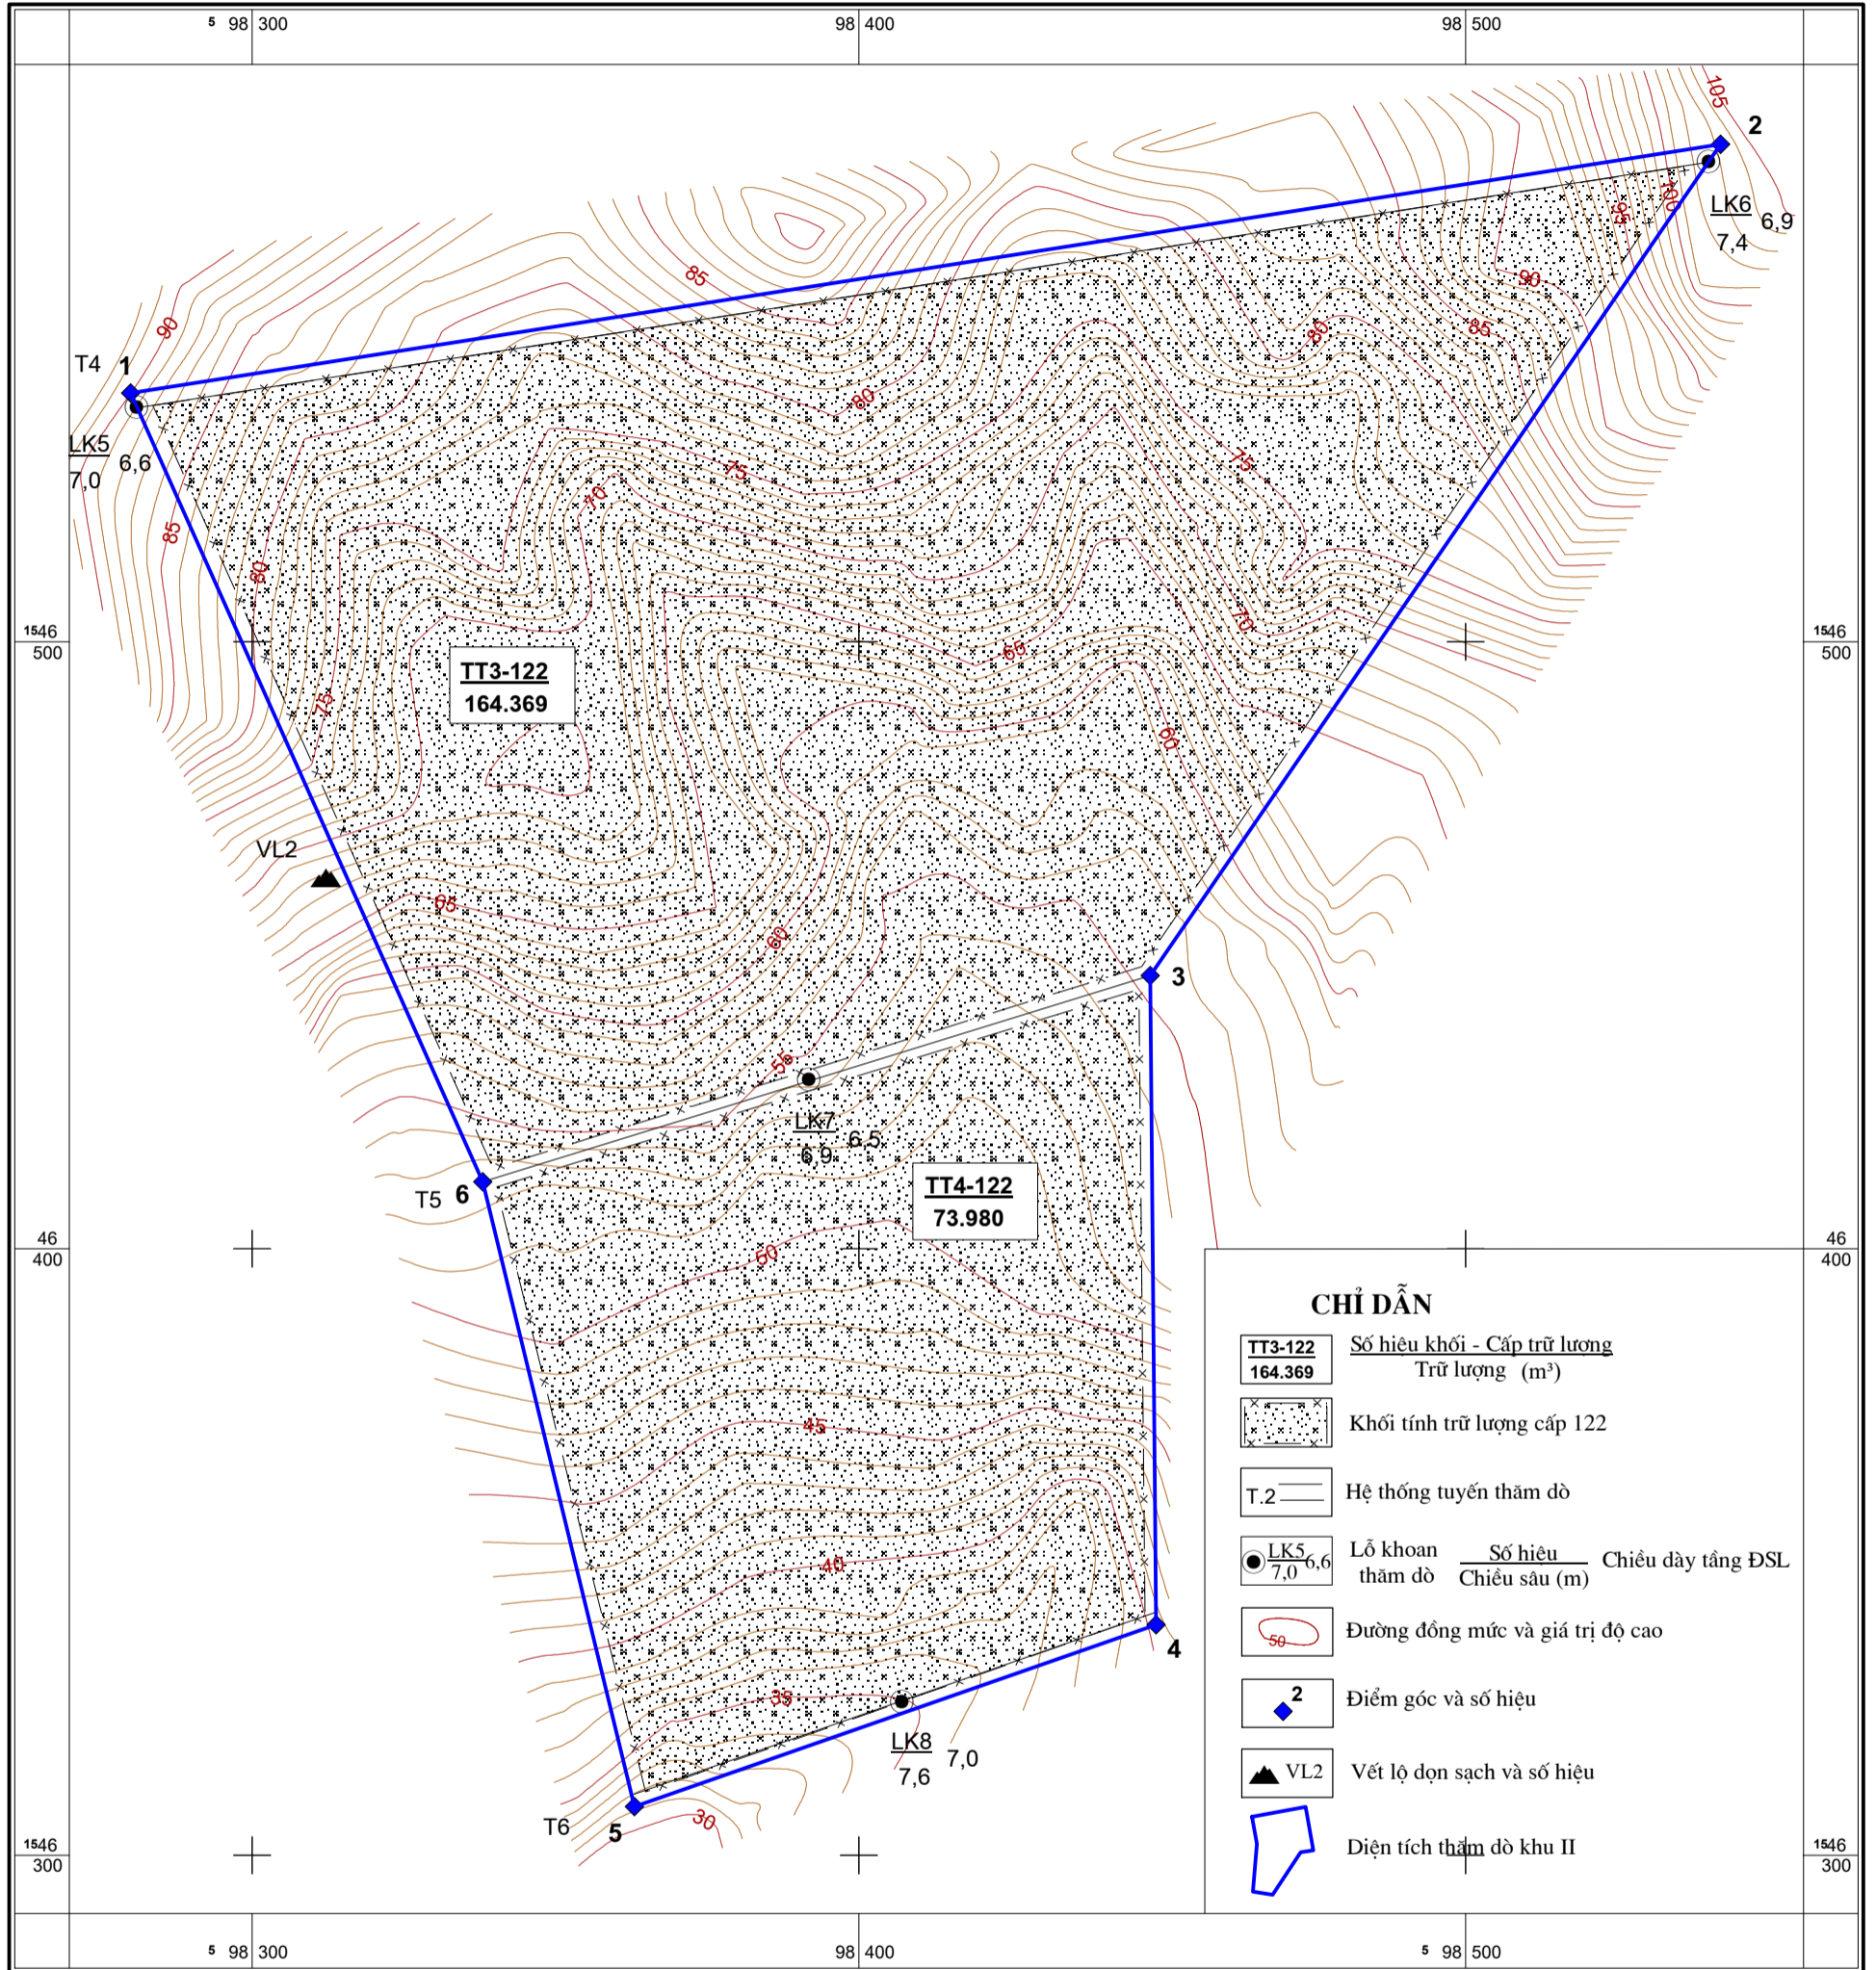 5 98 300
98 400
98 500
105
2
LK6 6,9
7,4
100
95
90
85
80
85
90
T4
1
LK5 6,6
7,0
80
75
75
70
85
80
1546
500
1546
500
65
70
TT3-122
164.369
75
60
VL2
65
60
3
55
LK7 6,5
6,9
TT4-122
73.980
T5 6
50
46
400
46
400
45
40
4
35
LK8 7,0
7,6
T6
5
30
1546
300
1546
300
CHỈ DẪN
TT3-122
164.369
Số hiệu khối - Cấp trữ lượng
Trữ lượng (m³)
Khối tính trữ lượng cấp 122
T.2
Hệ thống tuyến thăm dò
LK5 6,6
7,0
Lỗ khoan thăm dò
Số hiệu
Chiều sâu (m)
Chiều dày tầng ĐSL
50
Đường đồng mức và giá trị độ cao
2
Điểm góc và số hiệu
VL2
Vết lộ dọn sạch và số hiệu
Diện tích thăm dò khu II
5 98 300
98 400
5 98 500